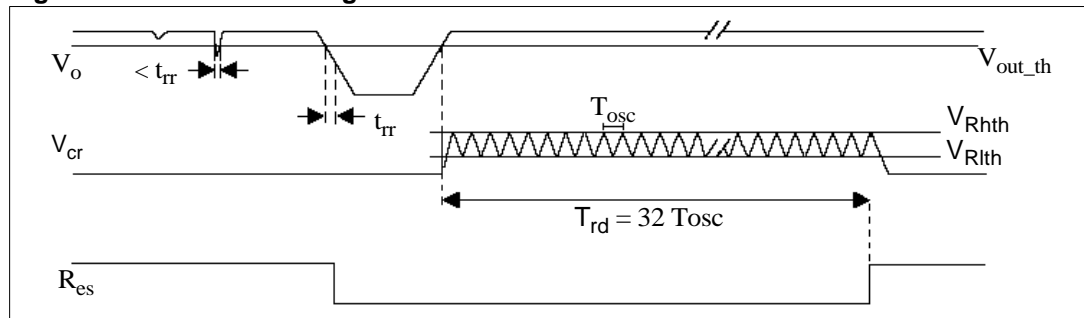 V_o
< t_rr
V_out_th
t_rr
T_osc
V_Rhth
V_cr
V_Rlth
T_rd = 32 Tosc
R_es